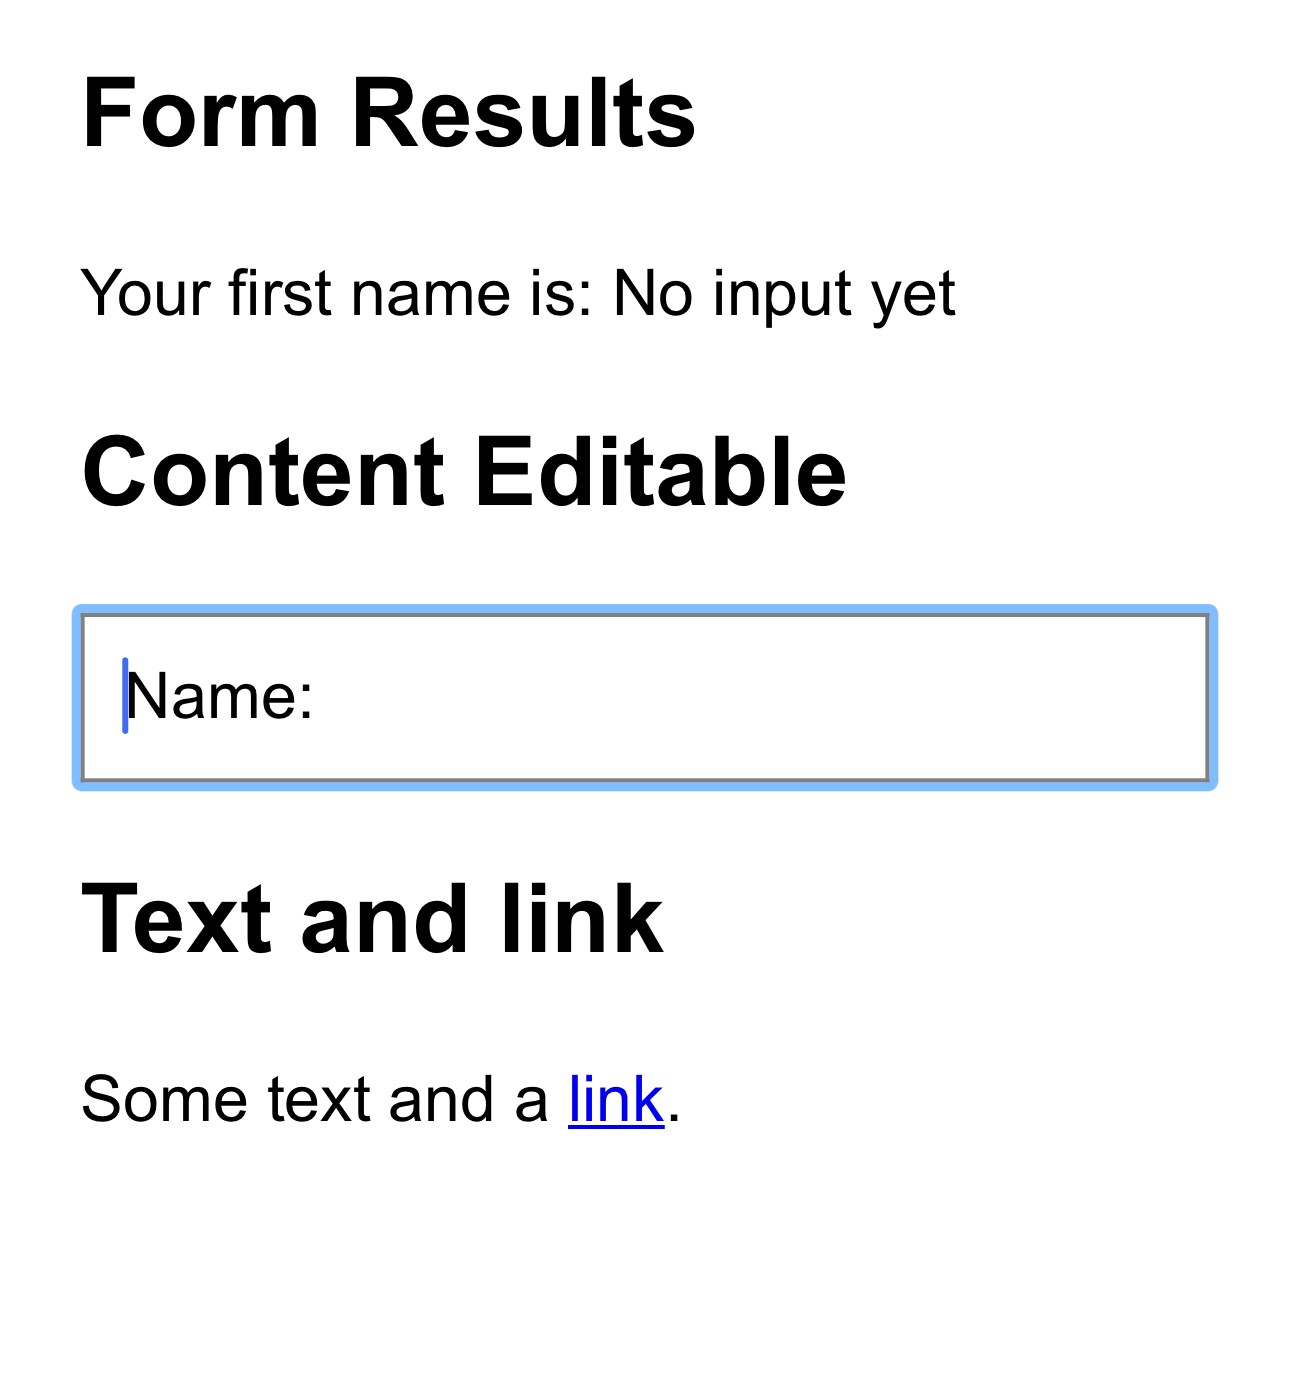 Form Results
Your first name is: No input yet
Content Editable
Name:
Text and link
Some text and a link.